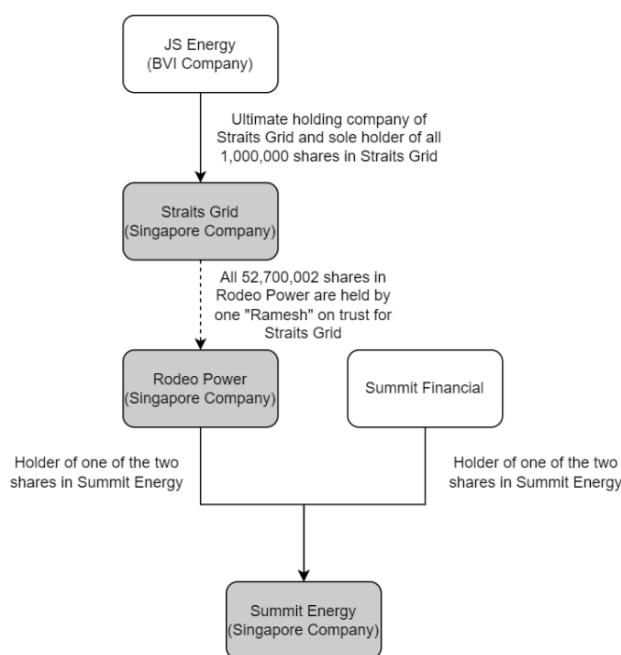 JS Energy
(BVI Company)
Ultimate holding company of
Straits Grid and sole holder of all
1,000,000 shares in Straits Grid
Straits Grid
(Singapore Company)
All 52,700,002 shares in
Rodeo Power are held by
one "Ramesh" on trust for
Straits Grid
Rodeo Power
(Singapore Company)
Summit Financial
Holder of one of the two
shares in Summit Energy
Holder of one of the two
shares in Summit Energy
Summit Energy
(Singapore Company)